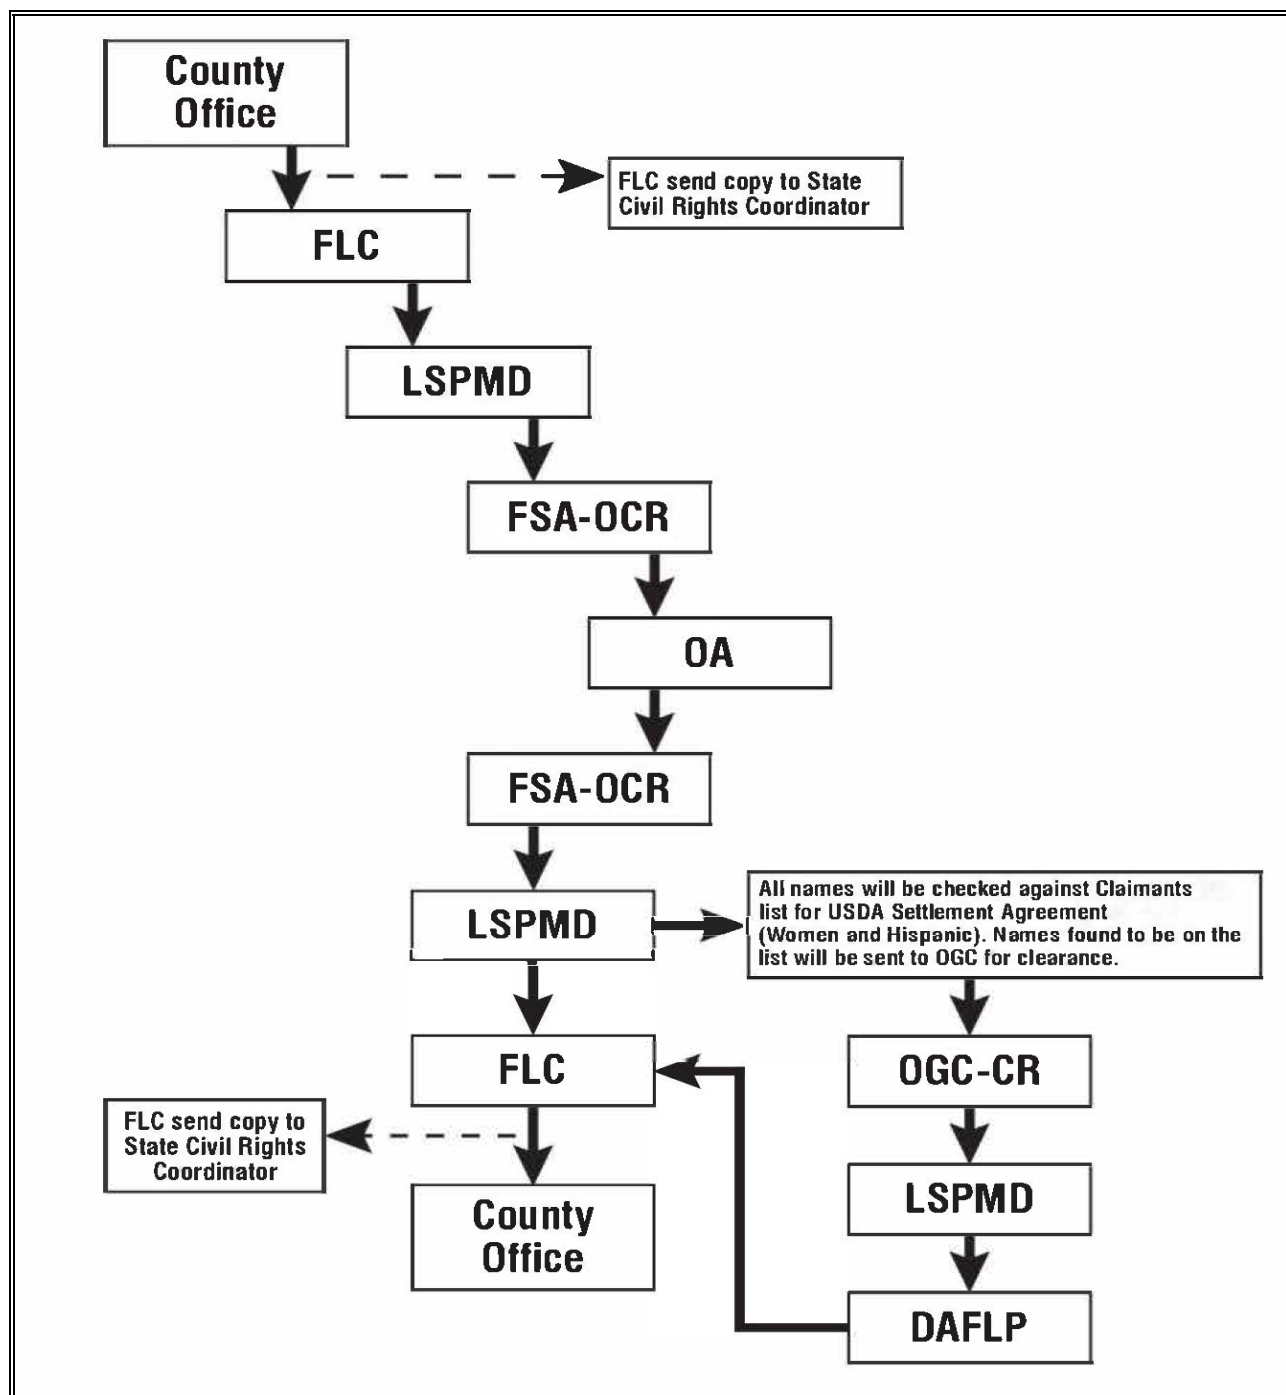 County
Office
FLC send copy to State
Civil Rights Coordinator
FLC
LSPMD
FSA-OCR
OA
FSA-OCR
LSPMD
All names will be checked against Claimants
list for USDA Settlement Agreement
(Women and Hispanic). Names found to be on the
list will be sent to OGC for clearance.
FLC
OGC-CR
FLC send copy to
State Civil Rights
Coordinator
LSPMD
County
Office
DAFLP